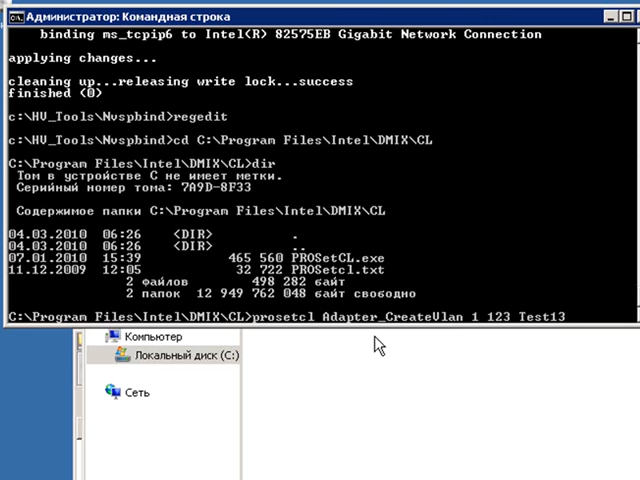 Администратор: Командная строка
binding ms_tcpip6 to Intel(R) 82575EB Gigabit Network Connection
applying changes...
cleaning up...releasing write lock...success
finished (0)
c:\HV_Tools\Nvspbind>regedit
c:\HV_Tools\Nvspbind>cd C:\Program Files\Intel\DMIX\CL
C:\Program Files\Intel\DMIX\CL>dir
Том в устройстве C не имеет метки.
Серийный номер тома: 7A9D-8F33
Содержимое папки C:\Program Files\Intel\DMIX\CL
04.03.2010 06:26 <DIR> .
04.03.2010 06:26 <DIR> ..
07.01.2010 15:39 465 560 PROSetCL.exe
11.12.2009 12:05 32 722 PROSetcl.txt
2 файлов 498 282 байт
2 папок 12 949 762 048 байт свободно
C:\Program Files\Intel\DMIX\CL>prosetcl Adapter_CreateVlan 1 123 Test13
Компьютер
Локальный диск (C:)
Сеть